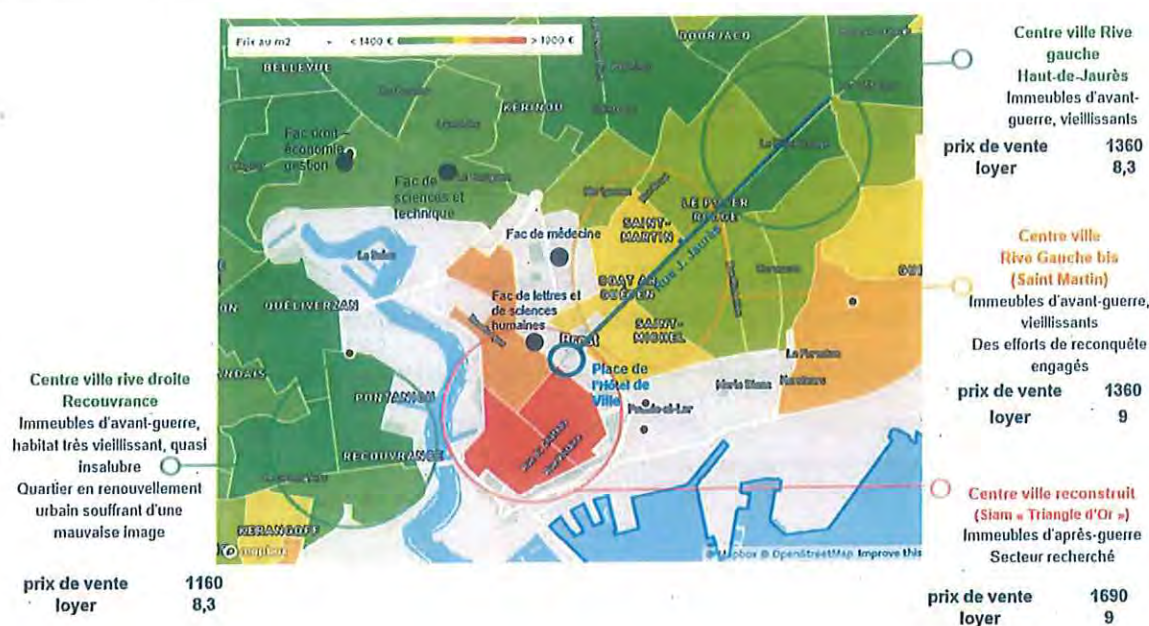 Prix au m2 - < 1400 € > 1900 €
BELLEVUE
KÉRINOU
DOURJACQ
Fac droit –
économie
gestion
Fac de
sciences et
technique
Fac de médecine
Fac de lettres et
de sciences
humaines
SAINT-
MARTIN
LE PILIER
ROUGE
Rue J. Jaurès
COAT AR
GUÉVEN
SAINT-
MICHEL
Brest
Place de
l'Hôtel de
Ville
QUÉLIVERZAN
PONTANIOU
RECOUVRANCE
KERANGOFF
mapbox
© Mapbox © OpenStreetMap Improve this
Centre ville Rive
gauche
Haut-de-Jaurès
Immeubles d'avant-
guerre, vieillissants
prix de vente 1360
loyer 8,3
Centre ville
Rive Gauche bis
(Saint Martin)
Immeubles d'avant-guerre,
vieillissants
Des efforts de reconquête
engagés
prix de vente 1360
loyer 9
Centre ville rive droite
Recouvrance
Immeubles d'avant-guerre,
habitat très vieillissant, quasi
insalubre
Quartier en renouvellement
urbain souffrant d'une
mauvaise image
prix de vente 1160
loyer 8,3
Centre ville reconstruit
(Siam « Triangle d'Or »)
Immeubles d'après-guerre
Secteur recherché
prix de vente 1690
loyer 9